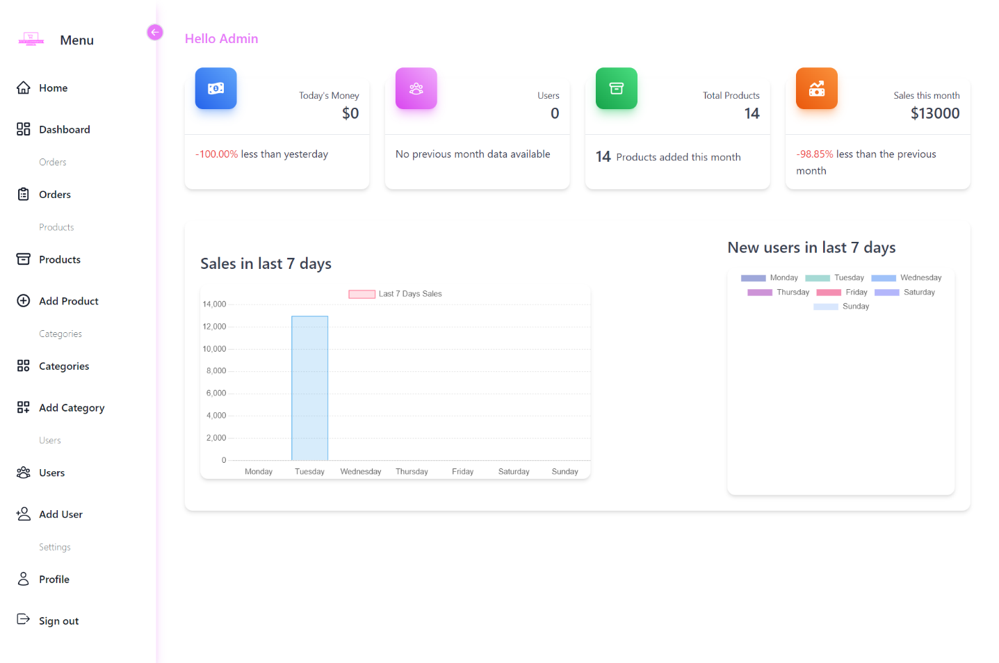 Menu
Home
Dashboard
Orders
Orders
Products
Products
Add Product
Categories
Categories
Add Category
Users
Users
Add User
Settings
Profile
Sign out
Hello Admin
Today's Money
$0
-100.00% less than yesterday
Users
0
No previous month data available
Total Products
14
14 Products added this month
Sales this month
$13000
-98.85% less than the previous
month
Sales in last 7 days
Last 7 Days Sales
14,000
12,000
10,000
8,000
6,000
4,000
2,000
0
Monday Tuesday Wednesday Thursday Friday Saturday Sunday
New users in last 7 days
Monday Tuesday Wednesday
Thursday Friday Saturday
Sunday